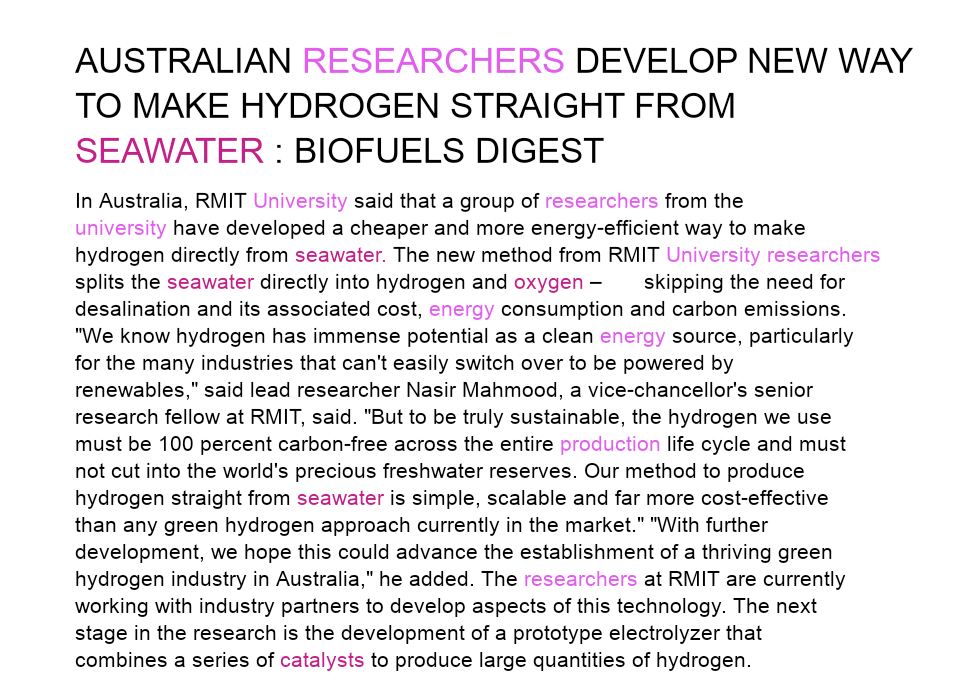 AUSTRALIAN RESEARCHERS DEVELOP NEW WAY
TO MAKE HYDROGEN STRAIGHT FROM
SEAWATER : BIOFUELS DIGEST
In Australia, RMIT University said that a group of researchers from the
university have developed a cheaper and more energy-efficient way to make
hydrogen directly from seawater. The new method from RMIT University researchers
splits the seawater directly into hydrogen and oxygen – skipping the need for
desalination and its associated cost, energy consumption and carbon emissions.
"We know hydrogen has immense potential as a clean energy source, particularly
for the many industries that can't easily switch over to be powered by
renewables," said lead researcher Nasir Mahmood, a vice-chancellor's senior
research fellow at RMIT, said. "But to be truly sustainable, the hydrogen we use
must be 100 percent carbon-free across the entire production life cycle and must
not cut into the world's precious freshwater reserves. Our method to produce
hydrogen straight from seawater is simple, scalable and far more cost-effective
than any green hydrogen approach currently in the market." "With further
development, we hope this could advance the establishment of a thriving green
hydrogen industry in Australia," he added. The researchers at RMIT are currently
working with industry partners to develop aspects of this technology. The next
stage in the research is the development of a prototype electrolyzer that
combines a series of catalysts to produce large quantities of hydrogen.